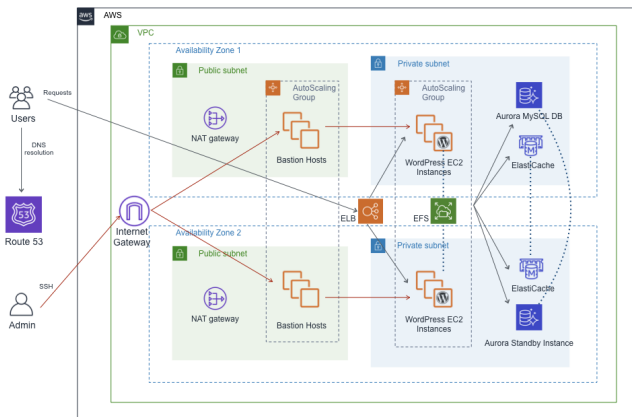 aws
AWS
VPC
Availability Zone 1
Public subnet
Private subnet
AutoScaling
Group
AutoScaling
Group
Requests
Users
NAT gateway
Bastion Hosts
WordPress EC2
Instances
Aurora MySQL DB
ElastiCache
DNS
resolution
53
Route 53
Internet
Gateway
ELB
EFS
Availability Zone 2
Public subnet
Private subnet
SSH
Admin
NAT gateway
Bastion Hosts
WordPress EC2
Instances
ElastiCache
Aurora Standby Instance